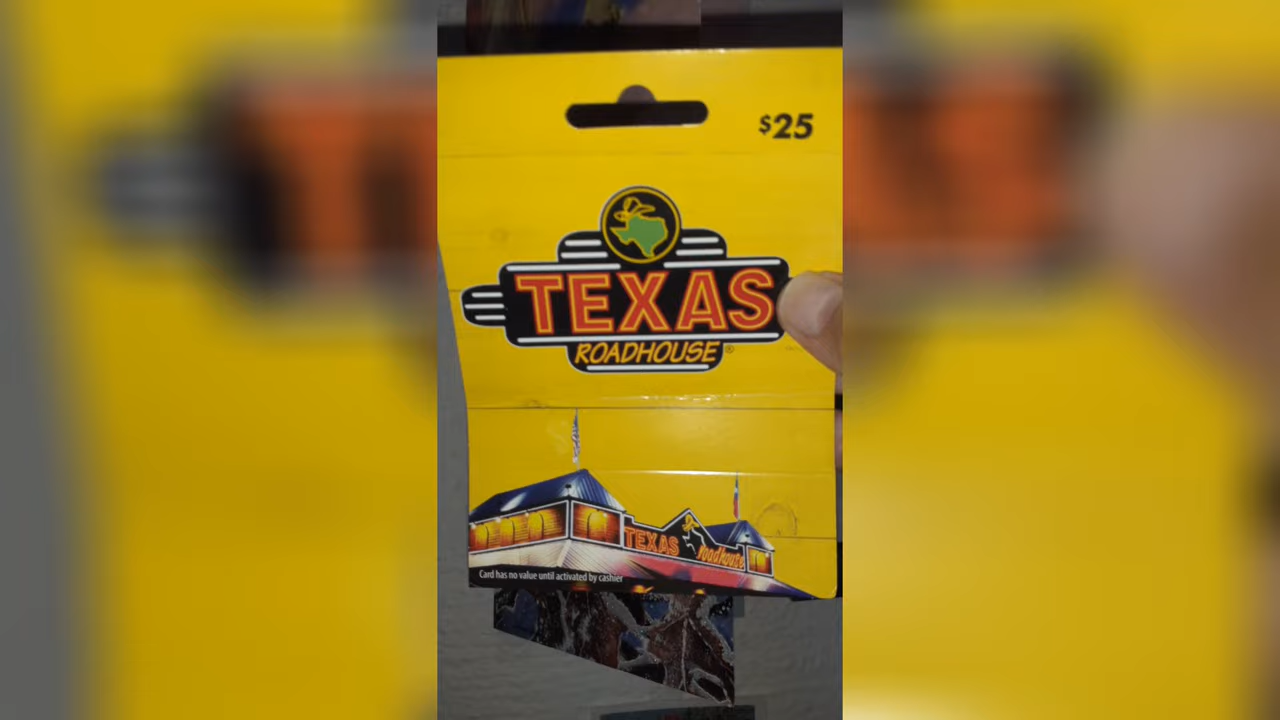 $25
TEXAS
ROADHOUSE®
TEXAS roadhouse
Card has no value until activated by cashier